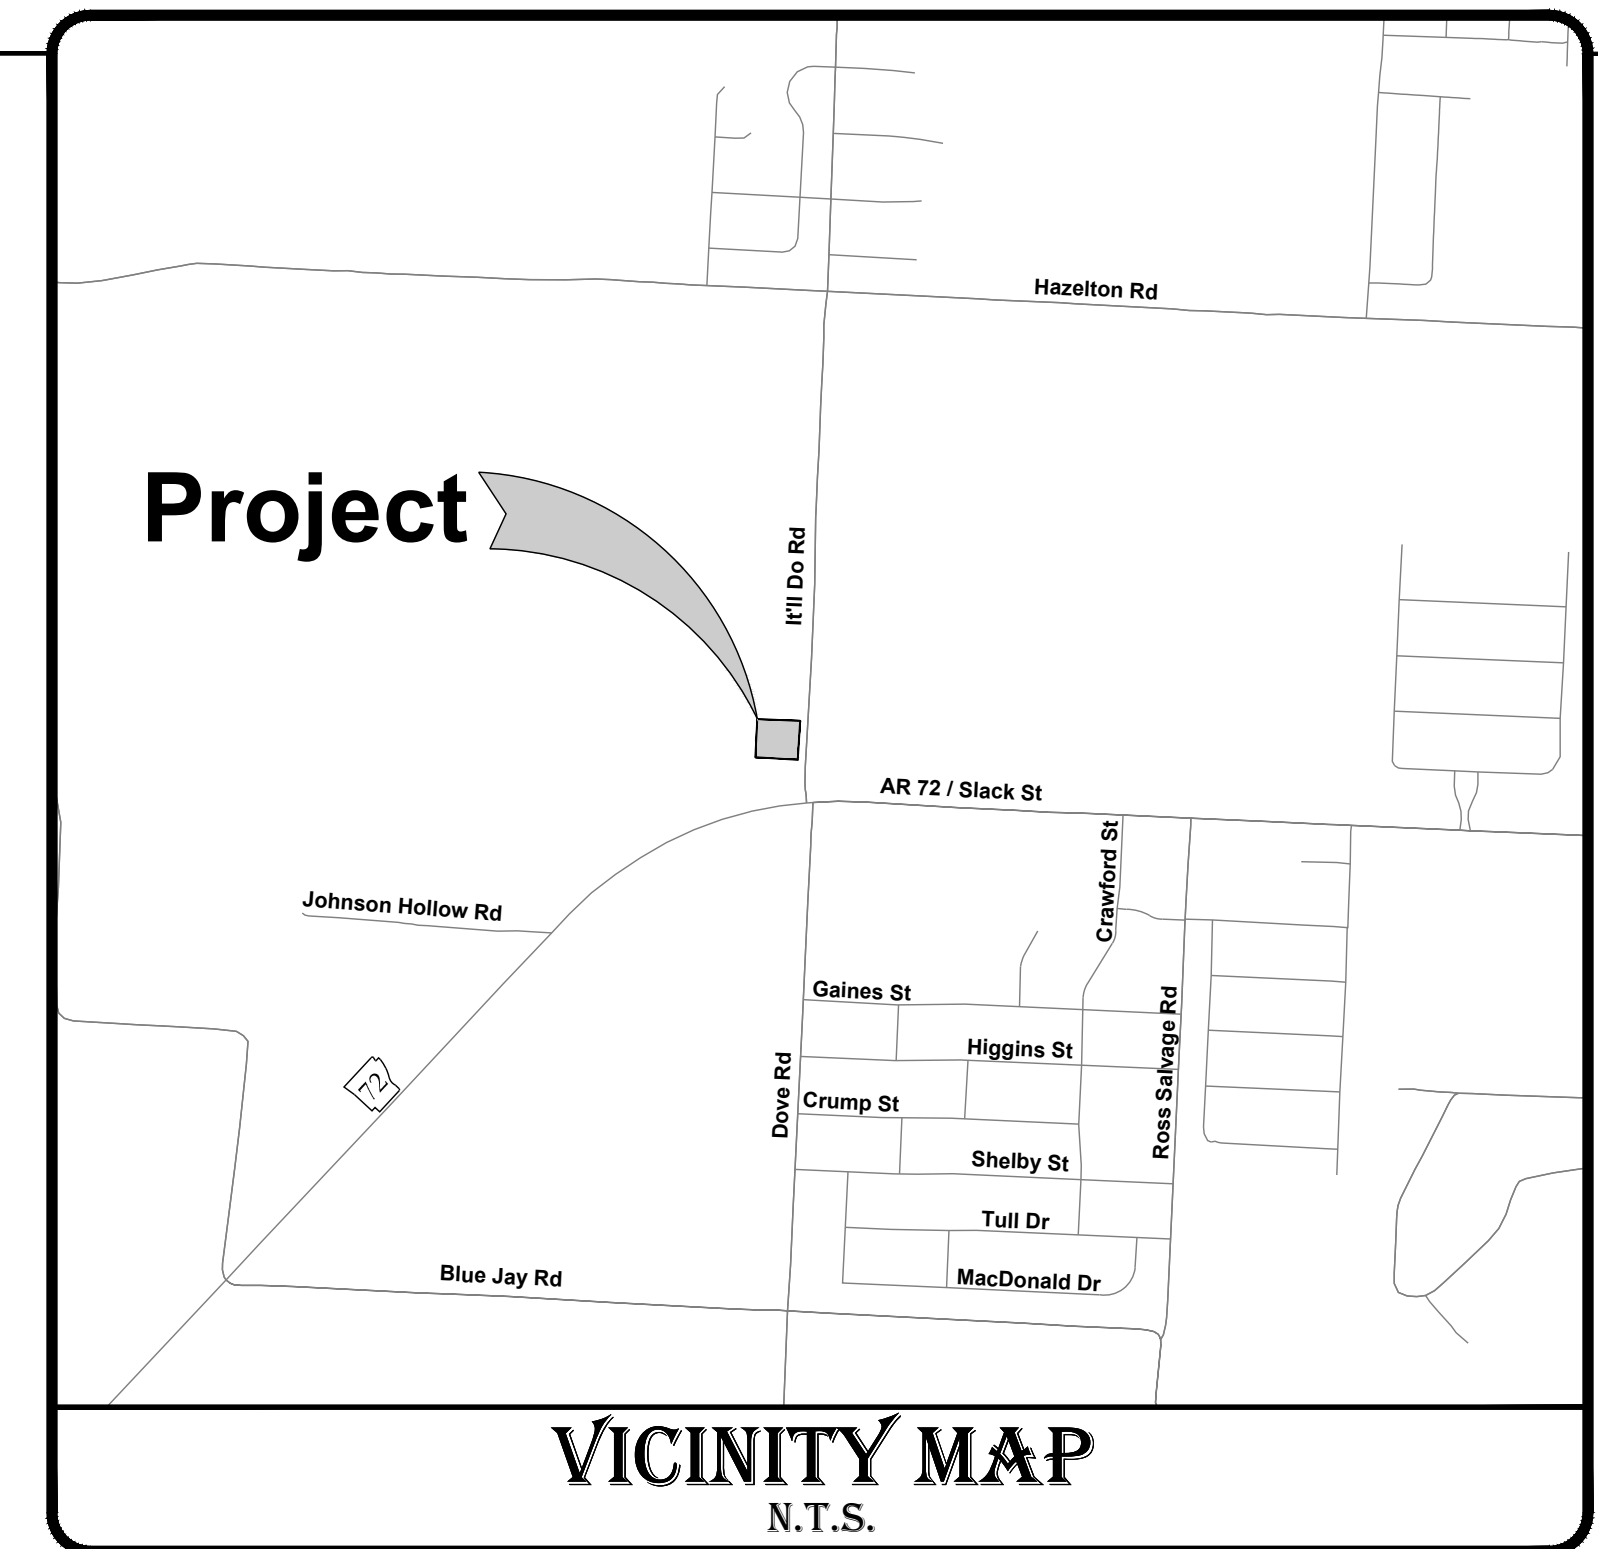 Hazelton Rd
Project
It'll Do Rd
AR 72 / Slack St
Crawford St
Johnson Hollow Rd
Gaines St
Ross Salvage Rd
Higgins St
Dove Rd
72
Crump St
Shelby St
Tull Dr
Blue Jay Rd
MacDonald Dr
VICINITY MAP
N.T.S.